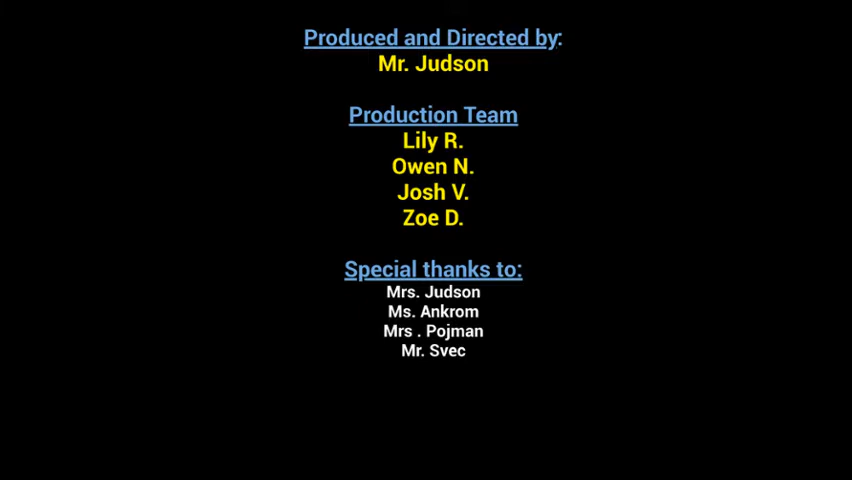 Produced and Directed by:
Mr. Judson
Production Team
Lily R.
Owen N.
Josh V.
Zoe D.
Special thanks to:
Mrs. Judson
Ms. Ankrom
Mrs . Pojman
Mr. Svec